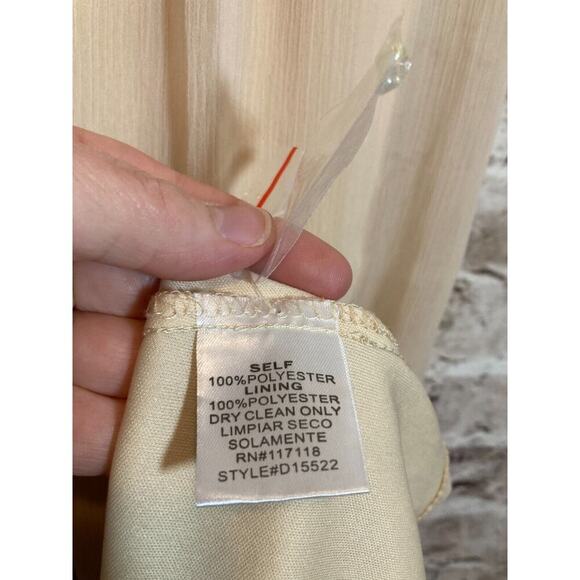 SELF
100%POLYESTER
LINING
100%POLYESTER
DRY CLEAN ONLY
LIMPIAR SECO
SOLAMENTE
RN#117118
STYLE#D15522